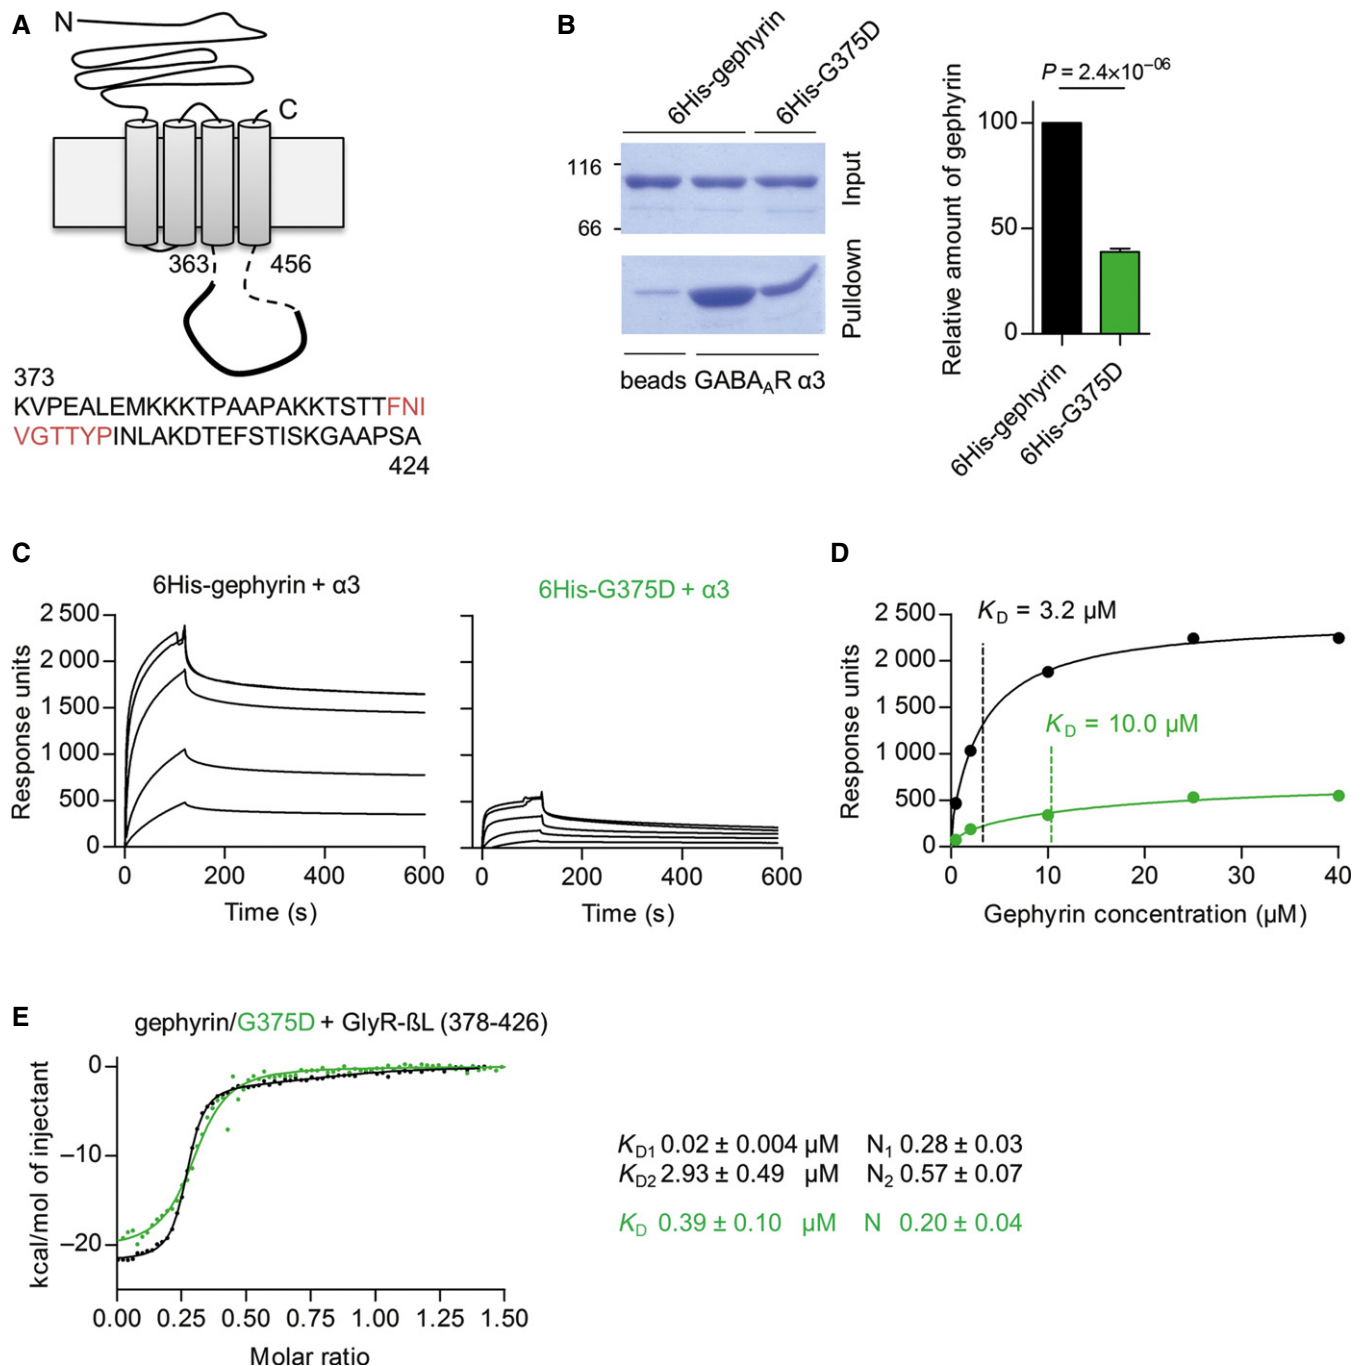 A
N
C
363
456
373
KVPEALEMKKKTPAAPAKKTSTTFNI
VGTTYPINLAKDTEFSTISKGAAPSA
424
B
6His-gephyrin
6His-G375D
116
66
Input
Pulldown
beads
GABAAR α3
P = 2.4×10−06
Relative amount of gephyrin
100
50
0
6His-gephyrin
6His-G375D
C
6His-gephyrin + α3
Response units
2 500
2 000
1 500
1 000
500
0
0 200 400 600
Time (s)
6His-G375D + α3
0 200 400 600
Time (s)
D
Response units
2 500
2 000
1 500
1 000
500
0
KD = 3.2 µM
KD = 10.0 µM
0 10 20 30 40
Gephyrin concentration (µM)
E
gephyrin/G375D + GlyR-ßL (378-426)
kcal/mol of injectant
0
−10
−20
0.00 0.25 0.50 0.75 1.00 1.25 1.50
Molar ratio
KD1 0.02 ± 0.004 µM N1 0.28 ± 0.03
KD2 2.93 ± 0.49 µM N2 0.57 ± 0.07
KD 0.39 ± 0.10 µM N 0.20 ± 0.04